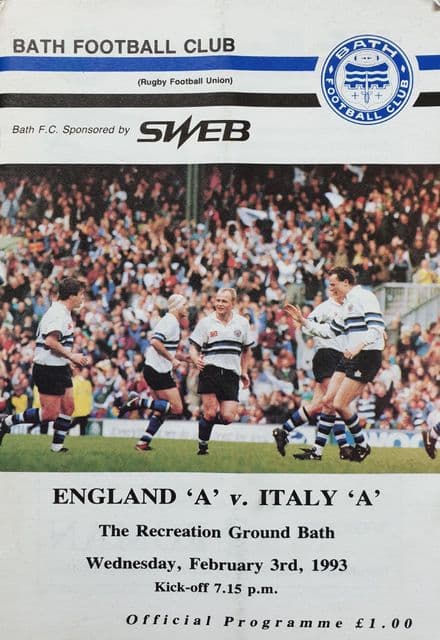 BATH FOOTBALL CLUB
(Rugby Football Union)
BATH
FOOTBALL CLUB
Bath F.C. Sponsored by SWEB
ENGLAND ‘A’ v. ITALY ‘A’
The Recreation Ground Bath
Wednesday, February 3rd, 1993
Kick-off 7.15 p.m.
Official Programme £1.00